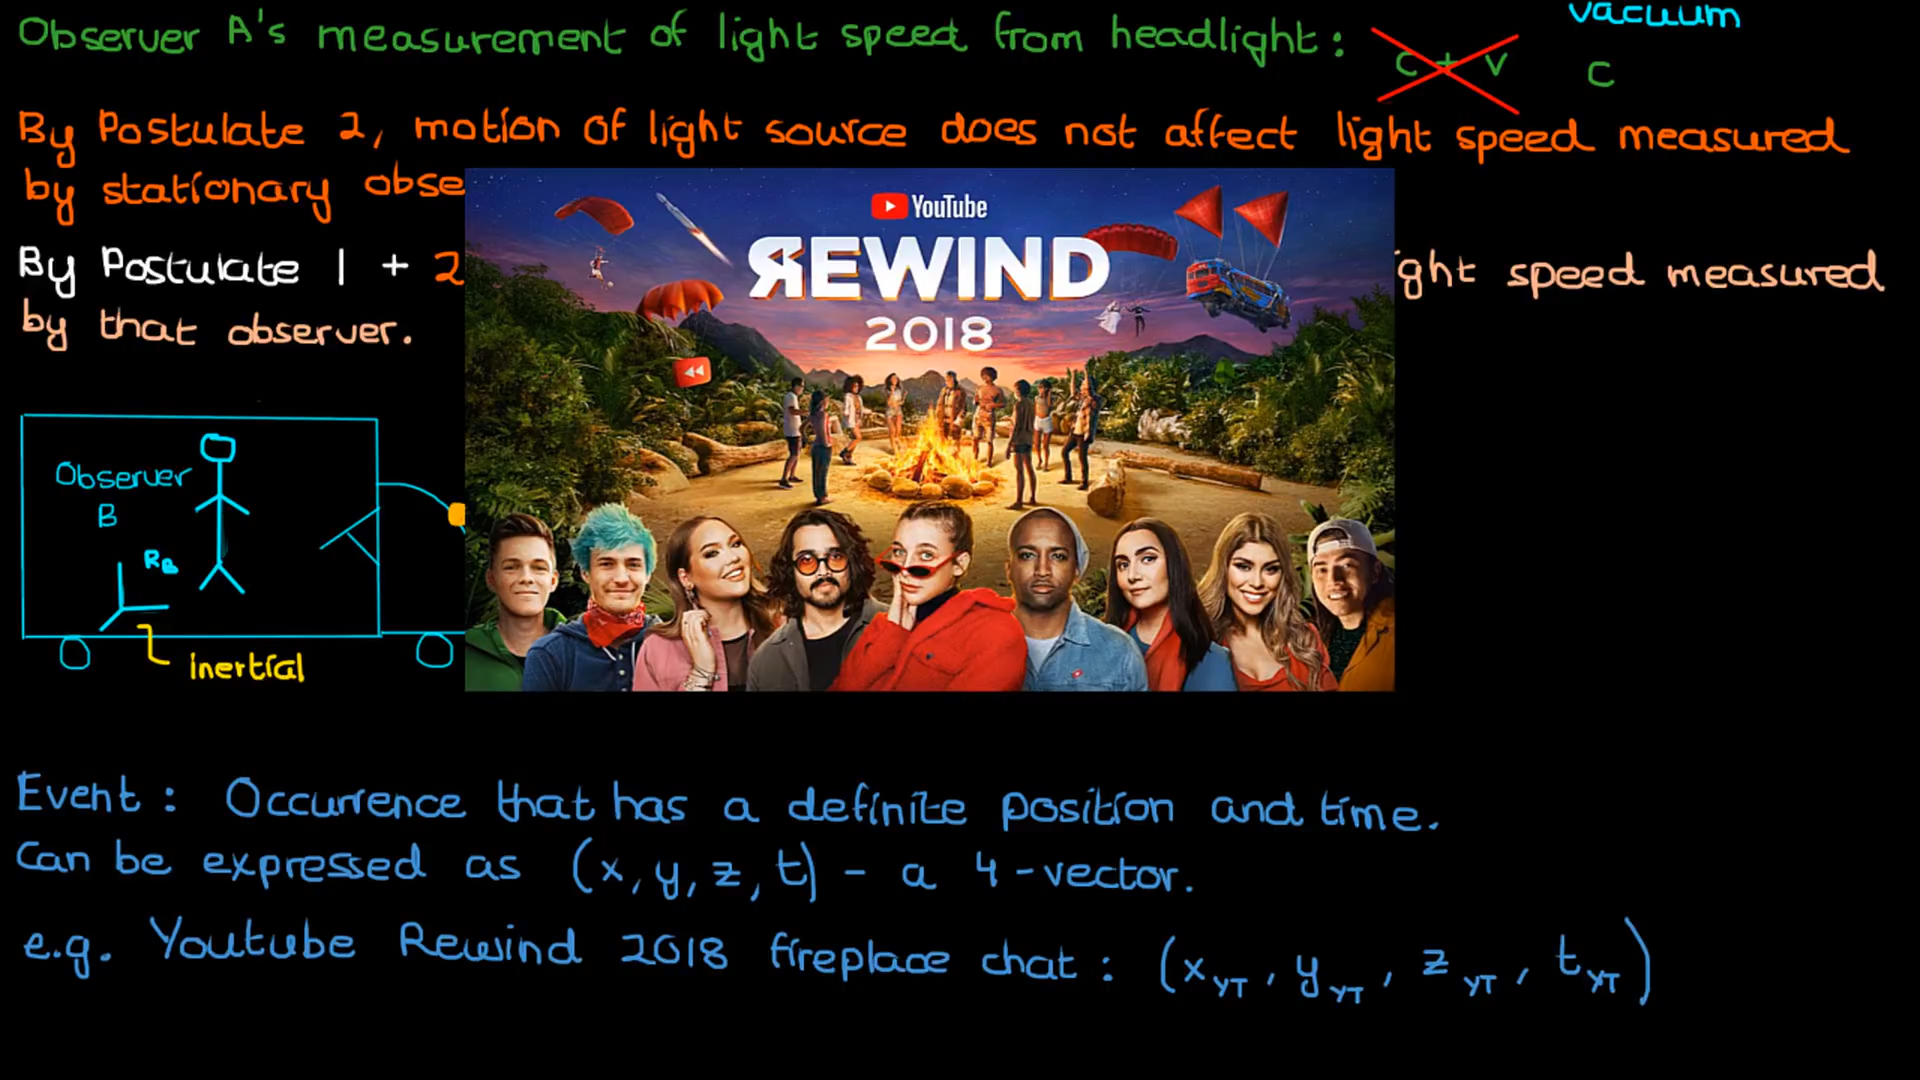 vacuum
Observer A's measurement of light speed from headlight: c + v c
By Postulate 2, motion of light source does not affect light speed measured
by stationary obse
By Postulate 1 + 2 ght speed measured
by that observer.
YouTube
REWIND
2018
Observer
B
RB
inertial
Event: Occurrence that has a definite position and time.
Can be expressed as (x, y, z, t) - a 4-vector.
e.g. Youtube Rewind 2018 fireplace chat: (xYT, yYT, zYT, tYT)